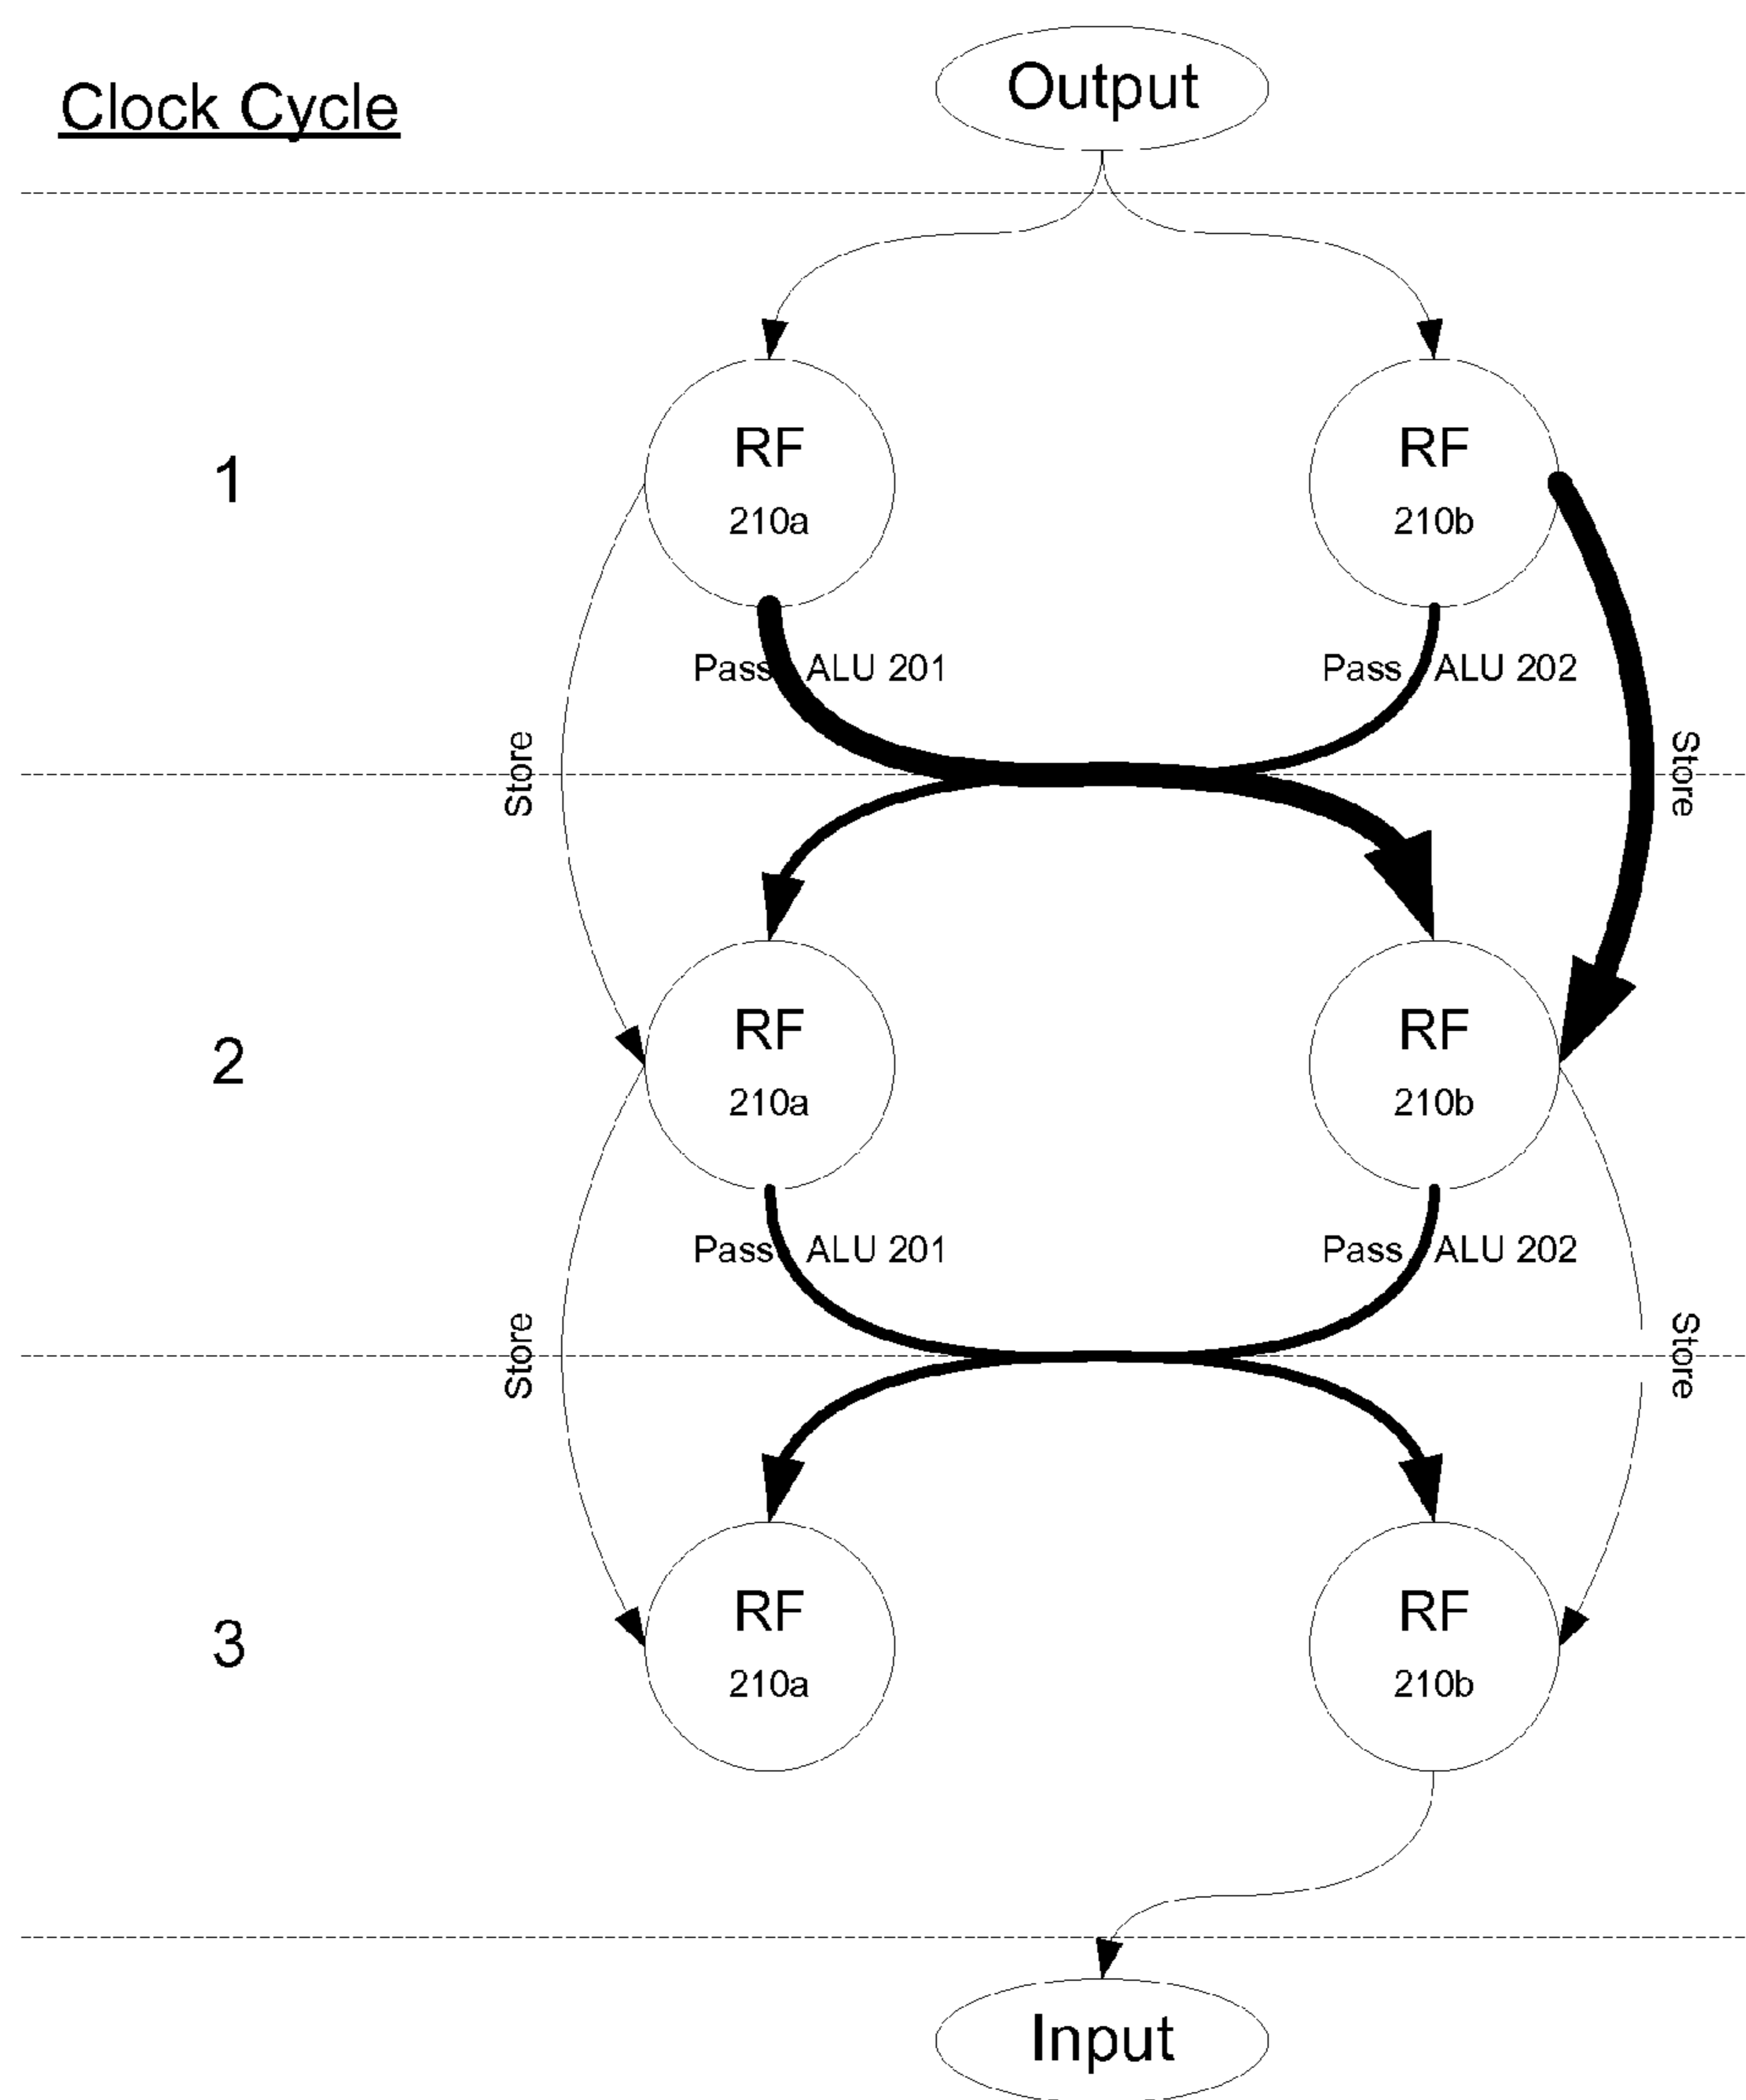 Output
Clock Cycle
RF RF
1
210a 210b
Pass ALU 201 Pass ALU 202
Store Store
RF RF
2
210a 210b
Pass ALU 201 Pass ALU 202
Store Store
RF RF
3
210a 210b
Input